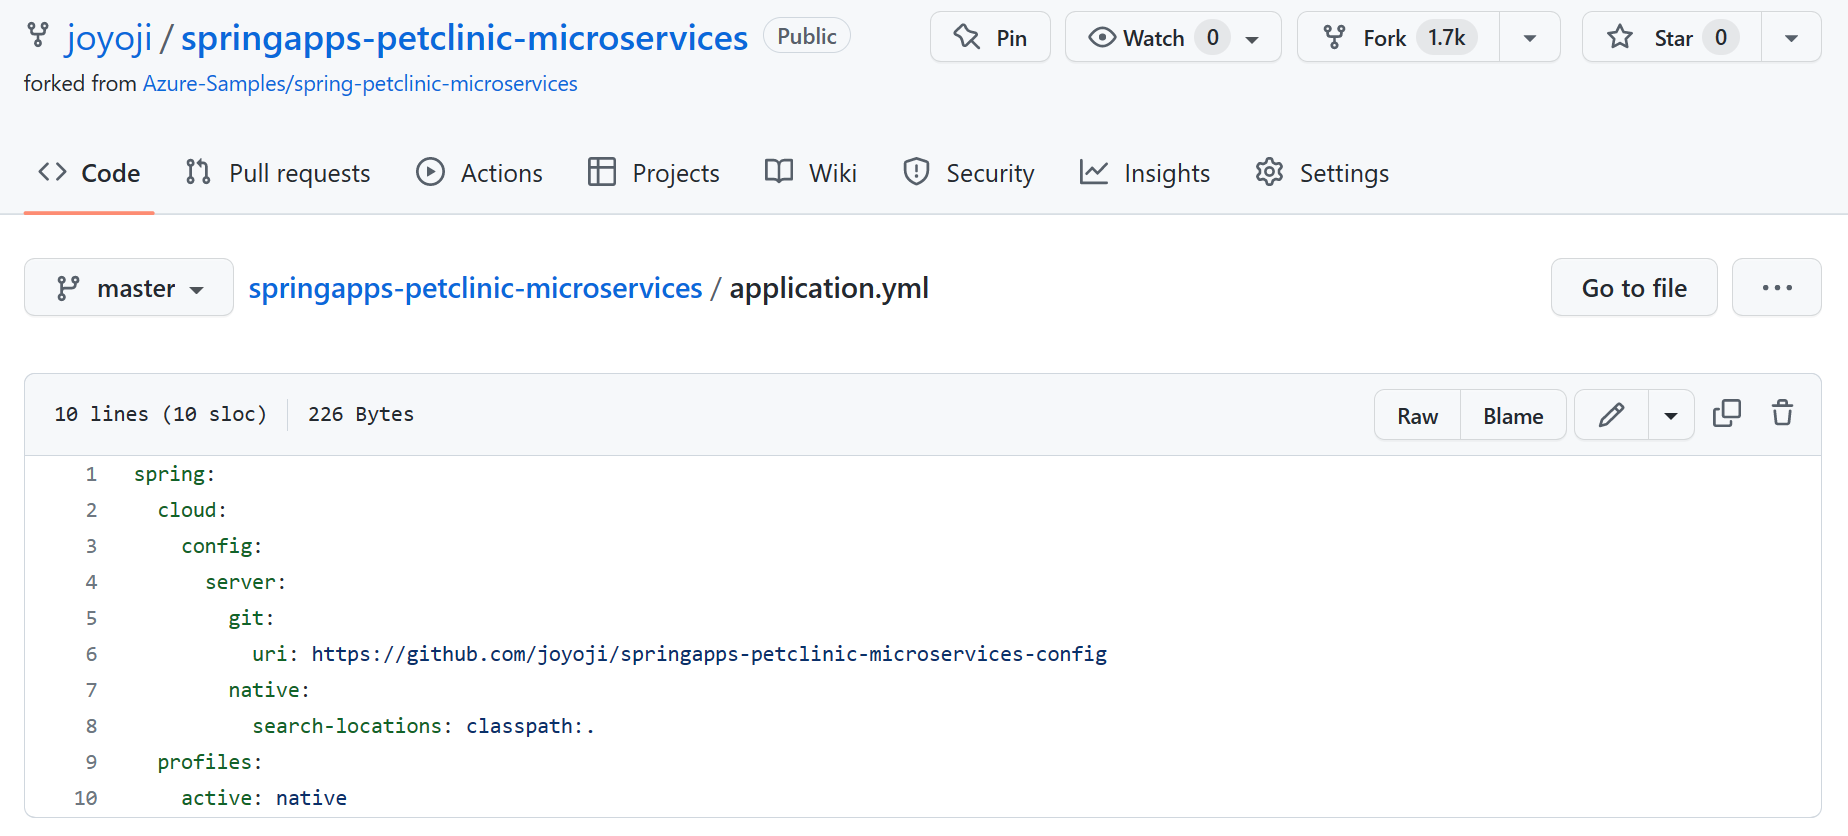 joyoji / springapps-petclinic-microservices Public Pin Watch 0 Fork 1.7k Star 0
forked from Azure-Samples/spring-petclinic-microservices
Code Pull requests Actions Projects Wiki Security Insights Settings
master springapps-petclinic-microservices / application.yml Go to file ...
10 lines (10 sloc) 226 Bytes Raw Blame
1 spring:
2 cloud:
3 config:
4 server:
5 git:
6 uri: https://github.com/joyoji/springapps-petclinic-microservices-config
7 native:
8 search-locations: classpath:.
9 profiles:
10 active: native